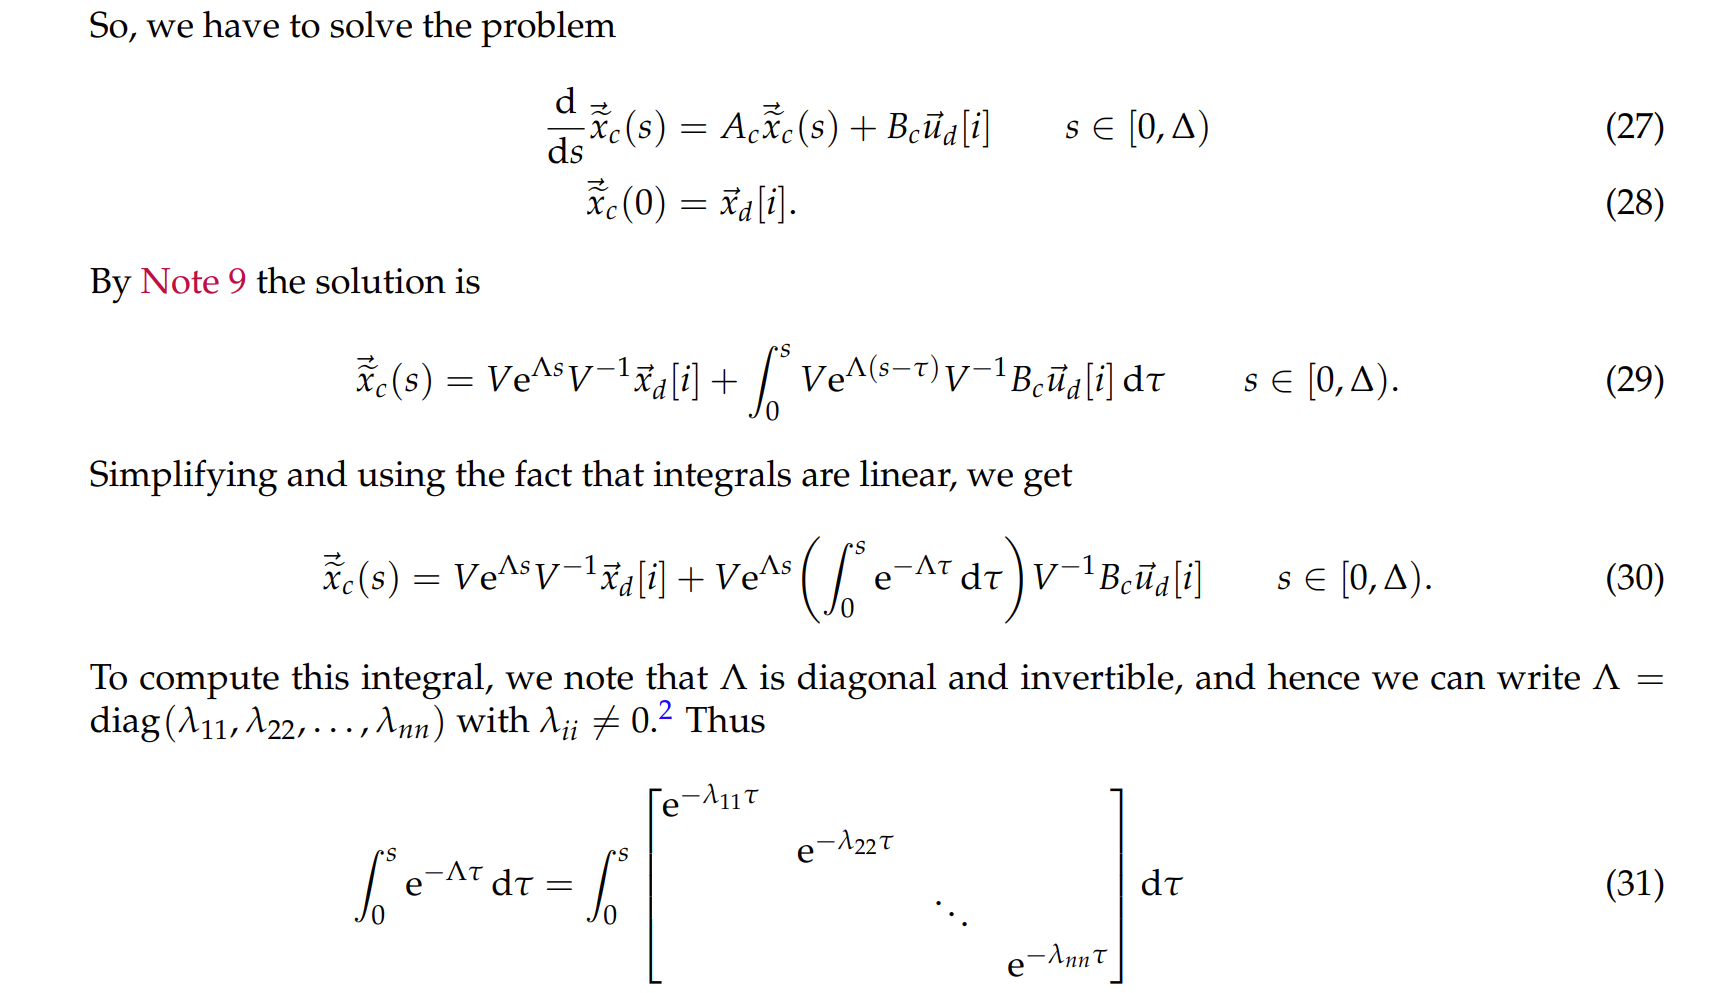 So, we have to solve the problem
$\frac{\mathrm{d}}{\mathrm{d}s}\vec{\tilde{x}}_c(s) = A_c\vec{\tilde{x}}_c(s) + B_c\vec{u}_d[i] \qquad s \in [0, \Delta)$ (27)
$\vec{\tilde{x}}_c(0) = \vec{x}_d[i].$ (28)
By Note 9 the solution is
$\vec{\tilde{x}}_c(s) = V\mathrm{e}^{\Lambda s}V^{-1}\vec{x}_d[i] + \int_0^s V\mathrm{e}^{\Lambda(s-\tau)}V^{-1}B_c\vec{u}_d[i]\,\mathrm{d}\tau \qquad s \in [0, \Delta).$ (29)
Simplifying and using the fact that integrals are linear, we get
$\vec{\tilde{x}}_c(s) = V\mathrm{e}^{\Lambda s}V^{-1}\vec{x}_d[i] + V\mathrm{e}^{\Lambda s}\left(\int_0^s \mathrm{e}^{-\Lambda\tau}\,\mathrm{d}\tau\right)V^{-1}B_c\vec{u}_d[i] \qquad s \in [0, \Delta).$ (30)
To compute this integral, we note that $\Lambda$ is diagonal and invertible, and hence we can write $\Lambda =$
$\mathrm{diag}(\lambda_{11}, \lambda_{22}, \ldots, \lambda_{nn})$ with $\lambda_{ii} \neq 0.$² Thus
$\int_0^s \mathrm{e}^{-\Lambda\tau}\,\mathrm{d}\tau = \int_0^s \begin{bmatrix} \mathrm{e}^{-\lambda_{11}\tau} & & & \\ & \mathrm{e}^{-\lambda_{22}\tau} & & \\ & & \ddots & \\ & & & \mathrm{e}^{-\lambda_{nn}\tau} \end{bmatrix} \mathrm{d}\tau$ (31)